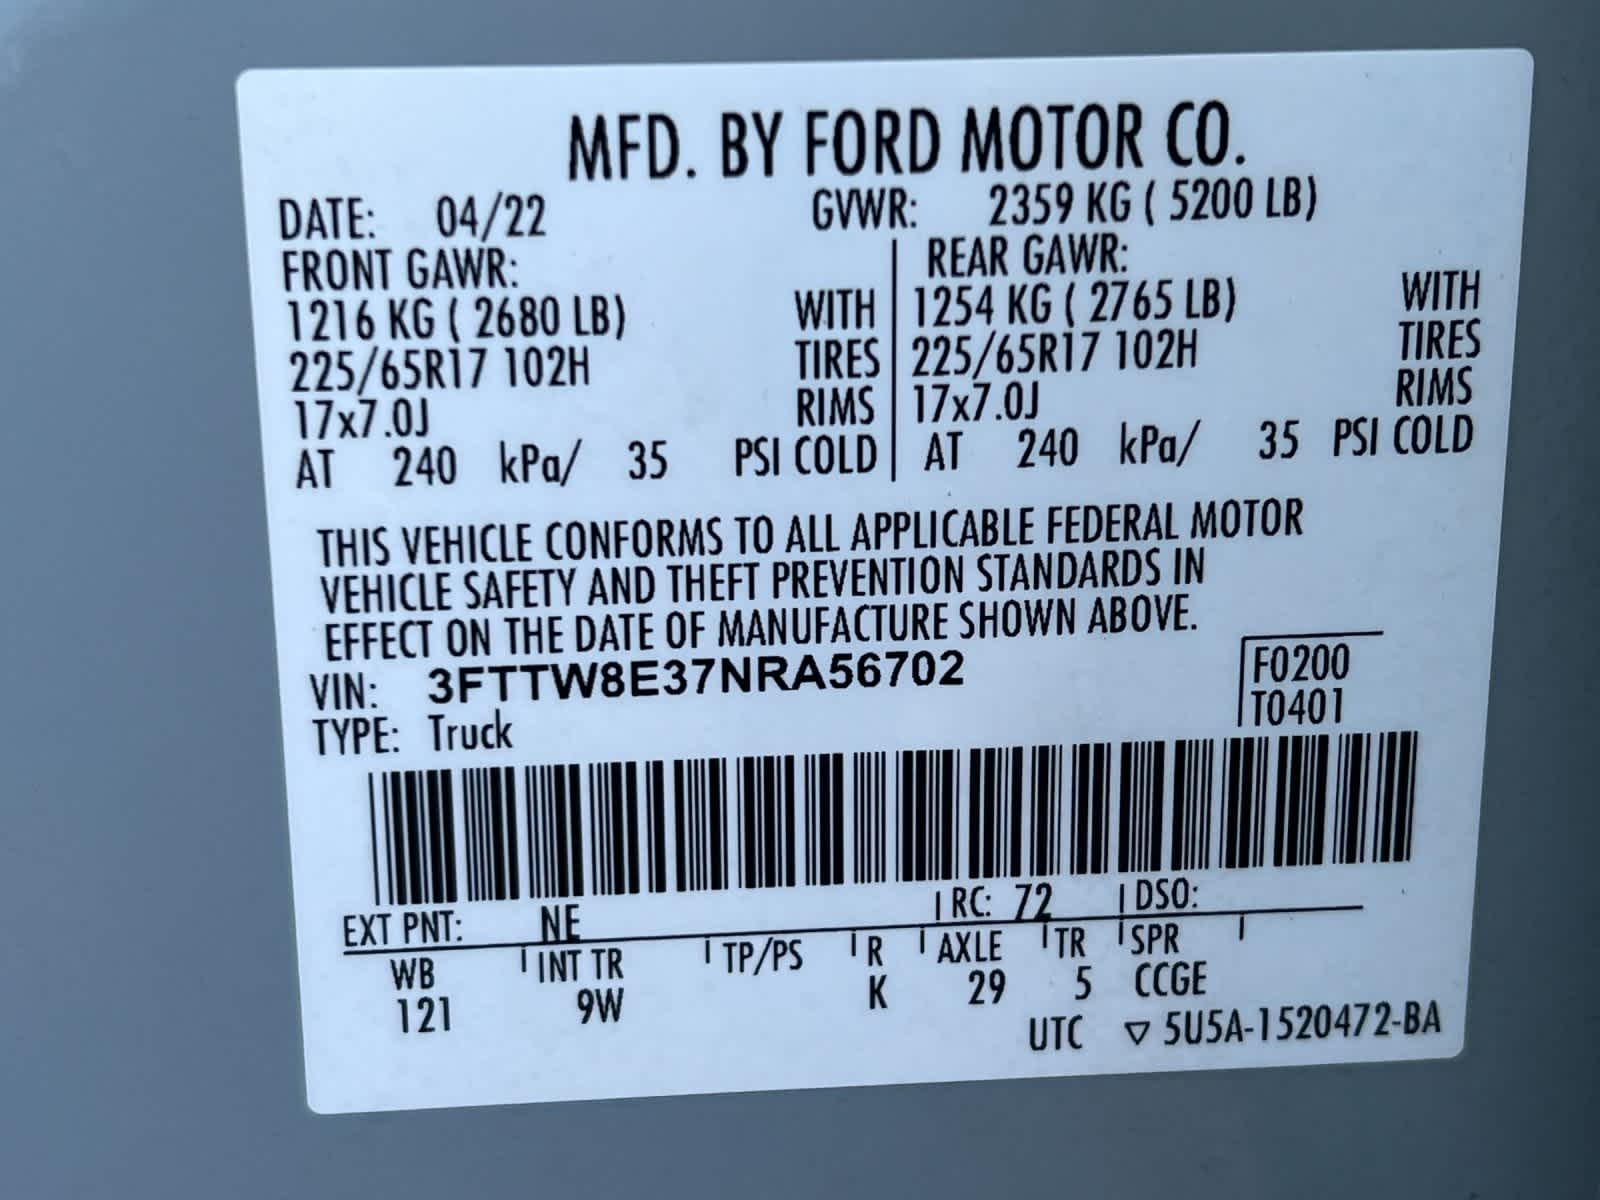 MFD. BY FORD MOTOR CO.
DATE: 04/22 GVWR: 2359 KG ( 5200 LB)
FRONT GAWR: REAR GAWR:
1216 KG ( 2680 LB) WITH 1254 KG ( 2765 LB) WITH
225/65R17 102H TIRES 225/65R17 102H TIRES
17x7.0J RIMS 17x7.0J RIMS
AT 240 kPa/ 35 PSI COLD AT 240 kPa/ 35 PSI COLD
THIS VEHICLE CONFORMS TO ALL APPLICABLE FEDERAL MOTOR
VEHICLE SAFETY AND THEFT PREVENTION STANDARDS IN
EFFECT ON THE DATE OF MANUFACTURE SHOWN ABOVE.
VIN: 3FTTW8E37NRA56702 F0200
TYPE: Truck T0401
EXT PNT: NE RC: 72 DSO:
WB INT TR TP/PS R AXLE TR SPR
121 9W K 29 5 CCGE
UTC ▽ 5U5A-1520472-BA